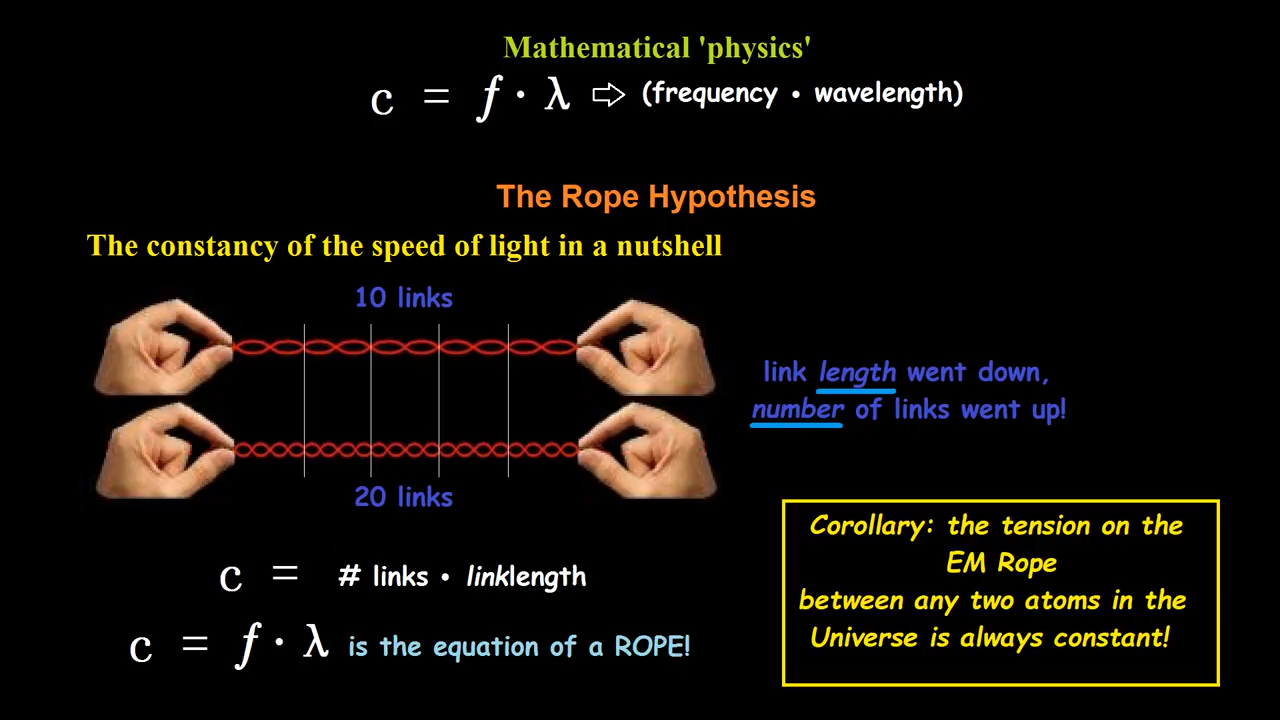 Mathematical 'physics'
c = f · λ ⇨ (frequency • wavelength)
The Rope Hypothesis
The constancy of the speed of light in a nutshell
10 links
link length went down,
number of links went up!
20 links
c = # links • linklength
c = f · λ is the equation of a ROPE!
Corollary: the tension on the
EM Rope
between any two atoms in the
Universe is always constant!